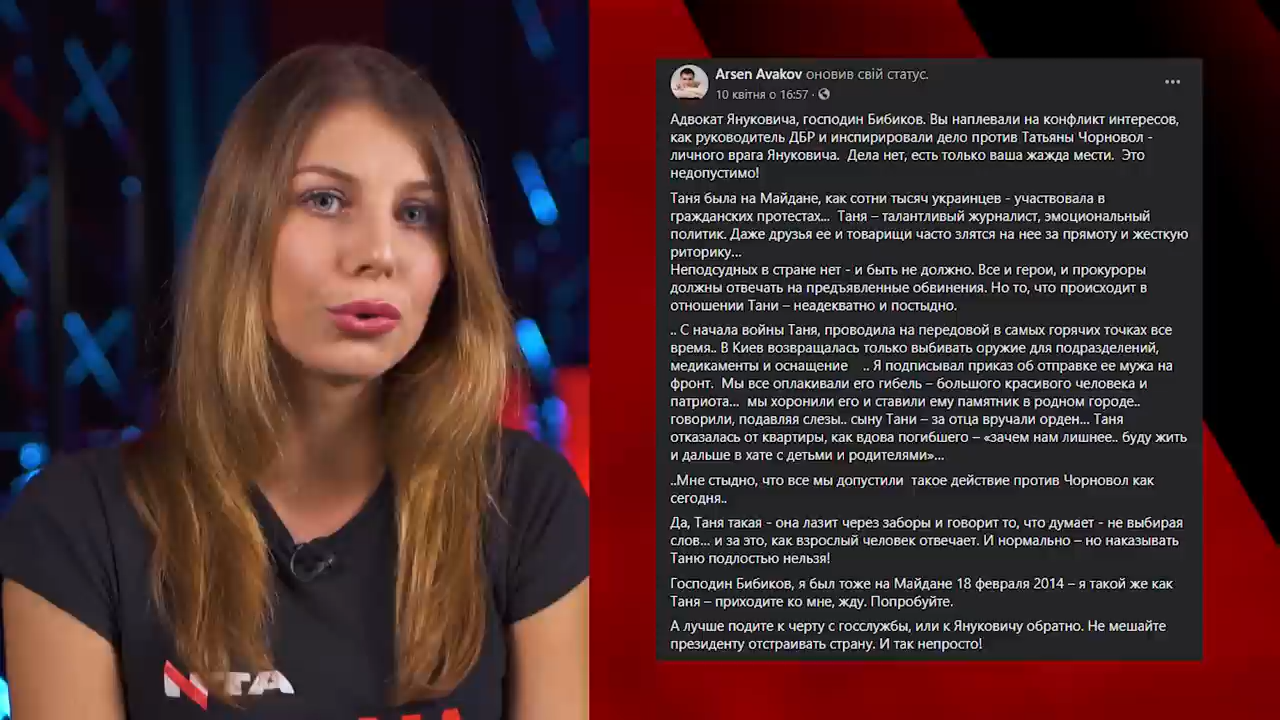 Arsen Avakov оновив свій статус.
10 квітня о 16:57 ·
Адвокат Януковича, господин Бибиков. Вы наплевали на конфликт интересов,
как руководитель ДБР и инспирировали дело против Татьяны Чорновол -
личного врага Януковича.  Дела нет, есть только ваша жажда мести.  Это
недопустимо!
Таня была на Майдане, как сотни тысяч украинцев - участвовала в
гражданских протестах...  Таня – талантливый журналист, эмоциональный
политик. Даже друзья ее и товарищи часто злятся на нее за прямоту и жесткую
риторику...
Неподсудных в стране нет - и быть не должно. Все и герои, и прокуроры
должны отвечать на предъявленные обвинения. Но то, что происходит в
отношении Тани – неадекватно и постыдно.
.. С начала войны Таня, проводила на передовой в самых горячих точках все
время.. В Киев возвращалась только выбивать оружие для подразделений,
медикаменты и оснащение    .. Я подписывал приказ об отправке ее мужа на
фронт.  Мы все оплакивали его гибель – большого красивого человека и
патриота...  мы хоронили его и ставили ему памятник в родном городе..
говорили, подавляя слезы.. сыну Тани – за отца вручали орден... Таня
отказалась от квартиры, как вдова погибшего – «зачем нам лишнее.. буду жить
и дальше в хате с детьми и родителями»...
..Мне стыдно, что все мы допустили  такое действие против Чорновол как
сегодня..
Да, Таня такая - она лазит через заборы и говорит то, что думает - не выбирая
слов... и за это, как взрослый человек отвечает. И нормально – но наказывать
Таню подлостью нельзя!
Господин Бибиков, я был тоже на Майдане 18 февраля 2014 – я такой же как
Таня – приходите ко мне, жду. Попробуйте.
А лучше подите к черту с госслужбы, или к Януковичу обратно. Не мешайте
президенту отстраивать страну. И так непросто!